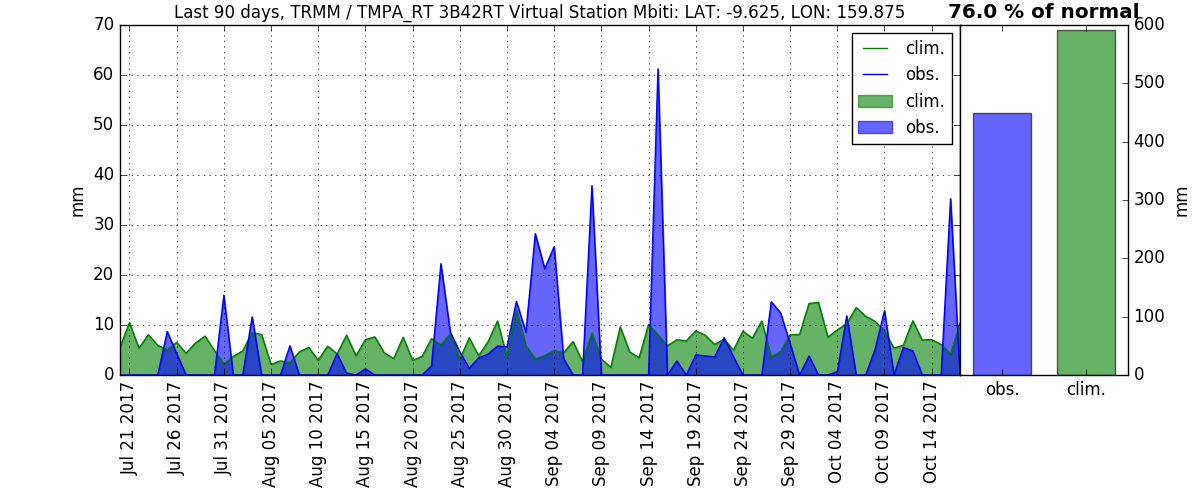 Last 90 days, TRMM / TMPA_RT 3B42RT Virtual Station Mbiti: LAT: -9.625, LON: 159.875
76.0 % of normal
70
60
50
40
30
20
10
0
mm
clim.
obs.
clim.
obs.
600
500
400
300
200
100
0
mm
obs.
clim.
Jul 21 2017
Jul 26 2017
Jul 31 2017
Aug 05 2017
Aug 10 2017
Aug 15 2017
Aug 20 2017
Aug 25 2017
Aug 30 2017
Sep 04 2017
Sep 09 2017
Sep 14 2017
Sep 19 2017
Sep 24 2017
Sep 29 2017
Oct 04 2017
Oct 09 2017
Oct 14 2017